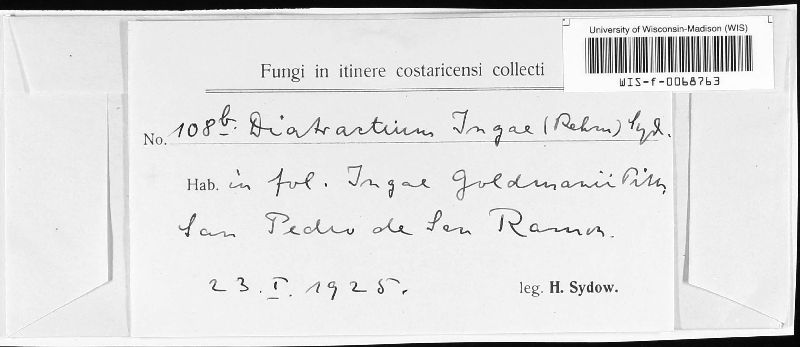 University of Wisconsin-Madison (WIS)
WIS-f-0068763
Fungi in itinere costaricensi collecti
No. 108b. Diatractium Ingae (Rehm) Syd.
Hab. in fol. Ingae Goldmanii Pitt,
San Pedro de San Ramon.
23. I. 1925.
leg. H. Sydow.